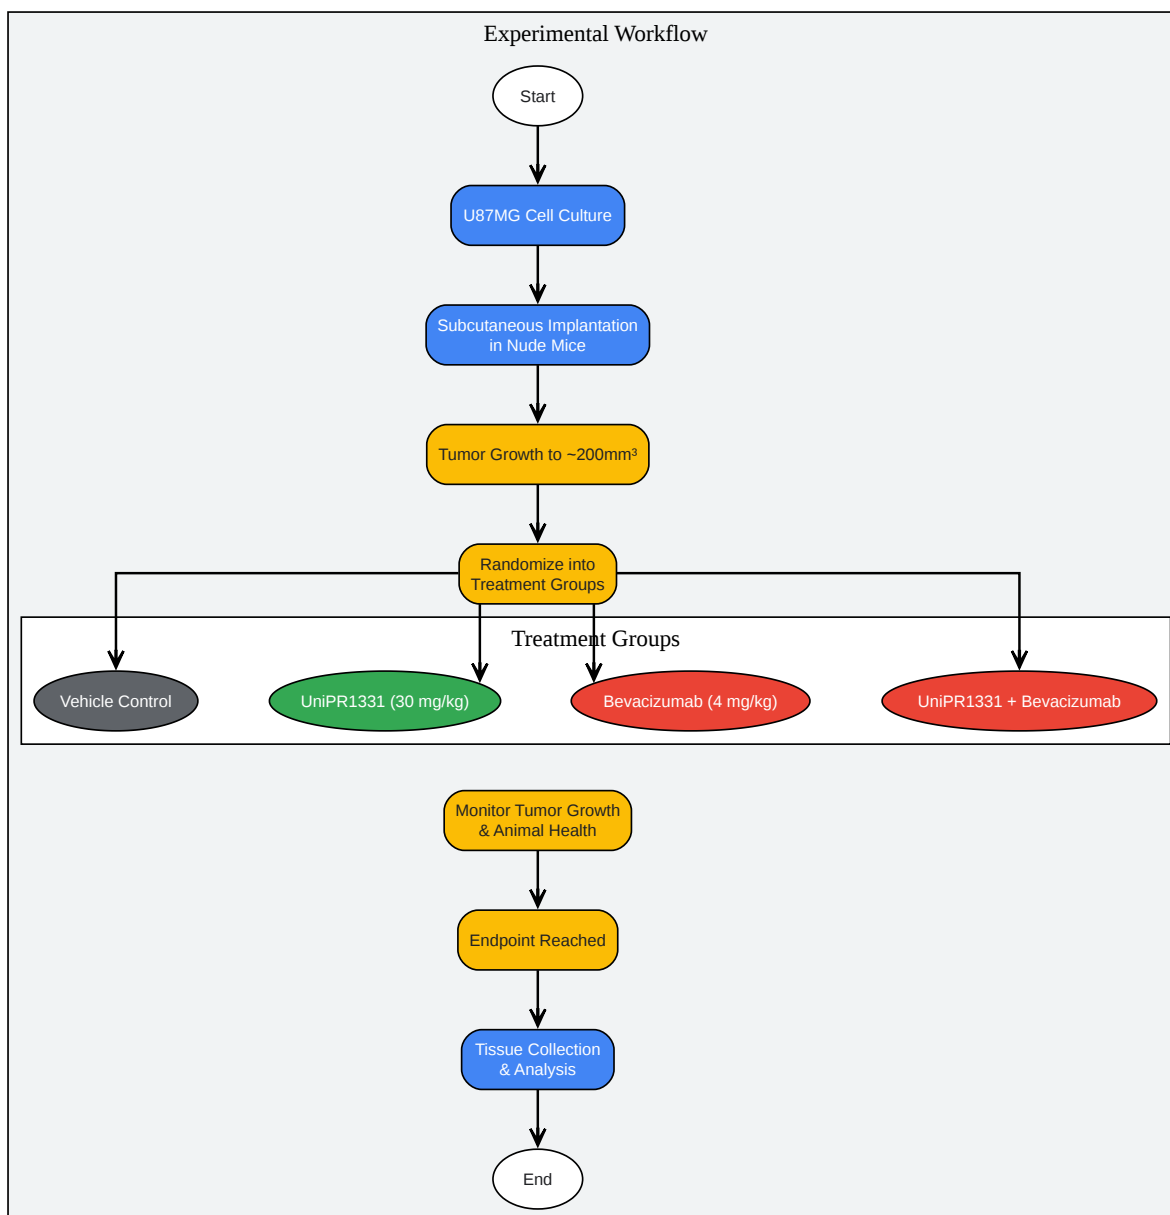 Experimental Workflow
Start
U87MG Cell Culture
Subcutaneous Implantation
in Nude Mice
Tumor Growth to ~200mm³
Randomize into
Treatment Groups
Treatment Groups
Vehicle Control
UniPR1331 (30 mg/kg)
Bevacizumab (4 mg/kg)
UniPR1331 + Bevacizumab
Monitor Tumor Growth
& Animal Health
Endpoint Reached
Tissue Collection
& Analysis
End